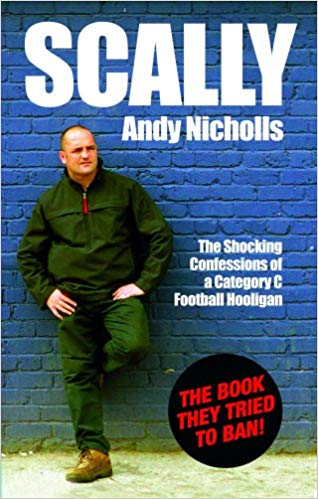 SCALLY
Andy Nicholls
The Shocking
Confessions of
a Category C
Football Hooligan
THE BOOK
THEY TRIED
TO BAN!